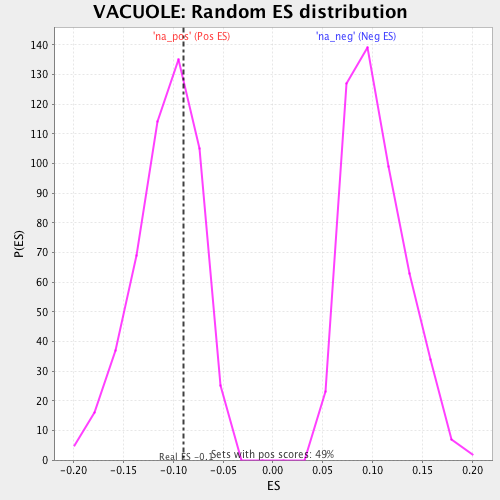 VACUOLE: Random ES distribution
'na_pos' (Pos ES)
'na_neg' (Neg ES)
140
130
120
110
100
90
80
70
60
50
40
30
20
10
0
P(ES)
Real ES -0.1
Sets with pos scores: 49%
-0.20 -0.15 -0.10 -0.05 0.00 0.05 0.10 0.15 0.20
ES